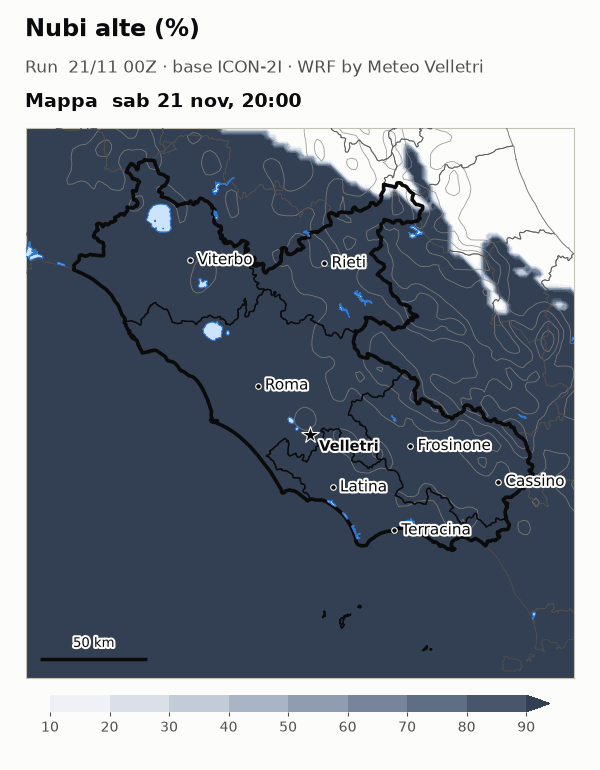 Nubi alte (%)
Run 21/11 00Z · base ICON-2I · WRF by Meteo Velletri
Mappa sab 21 nov, 20:00
Viterbo
Rieti
Roma
Velletri
Frosinone
Cassino
Latina
Terracina
50 km
10 20 30 40 50 60 70 80 90